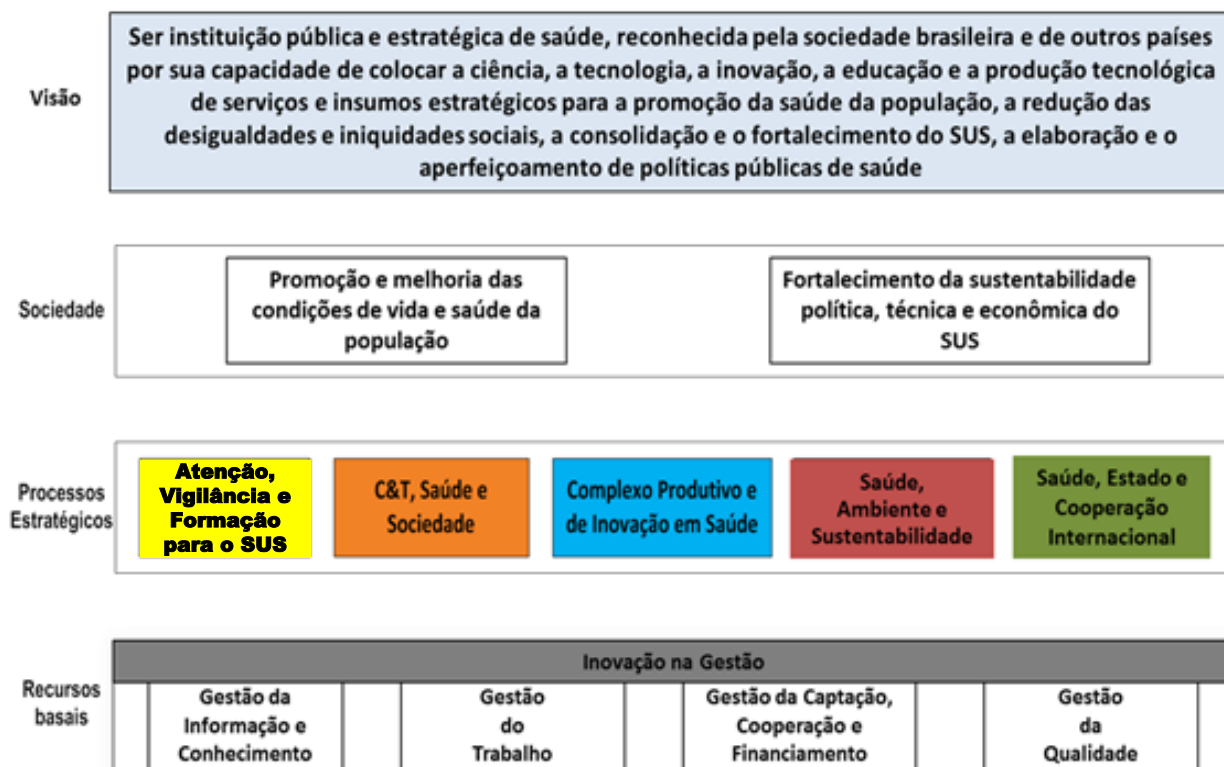 Visão
Ser instituição pública e estratégica de saúde, reconhecida pela sociedade brasileira e de outros países
por sua capacidade de colocar a ciência, a tecnologia, a inovação, a educação e a produção tecnológica
de serviços e insumos estratégicos para a promoção da saúde da população, a redução das
desigualdades e iniquidades sociais, a consolidação e o fortalecimento do SUS, a elaboração e o
aperfeiçoamento de políticas públicas de saúde
Sociedade
Promoção e melhoria das
condições de vida e saúde da
população
Fortalecimento da sustentabilidade
política, técnica e econômica do
SUS
Processos
Estratégicos
Atenção,
Vigilância e
Formação
para o SUS
C&T, Saúde e
Sociedade
Complexo Produtivo e
de Inovação em Saúde
Saúde,
Ambiente e
Sustentabilidade
Saúde, Estado e
Cooperação
Internacional
Recursos
basais
Inovação na Gestão
Gestão da
Informação e
Conhecimento
Gestão
do
Trabalho
Gestão da Captação,
Cooperação e
Financiamento
Gestão
da
Qualidade